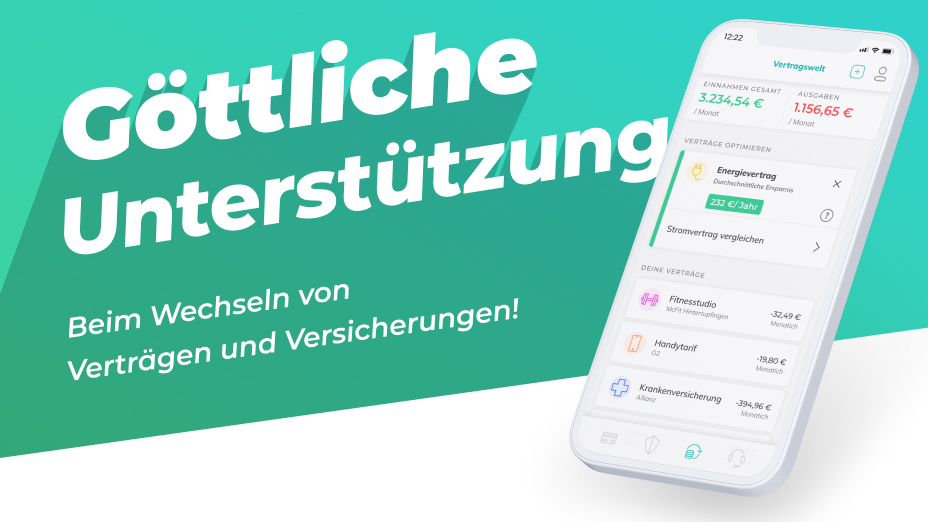 Göttliche
Unterstützung
Beim Wechseln von
Verträgen und Versicherungen!
12:22
Vertragswelt
EINNAHMEN GESAMT
3.234,54 €
/ Monat
AUSGABEN
1.156,65 €
/ Monat
VERTRÄGE OPTIMIEREN
Energievertrag
Durchschnittliche Ersparnis
232 €/ Jahr
?
Stromvertrag vergleichen
DEINE VERTRÄGE
Fitnesstudio
McFit Hintertupfingen
-32,49 €
Monatlich
Handytarif
O2
-19,80 €
Monatlich
Krankenversicherung
Allianz
-394,96 €
Monatlich